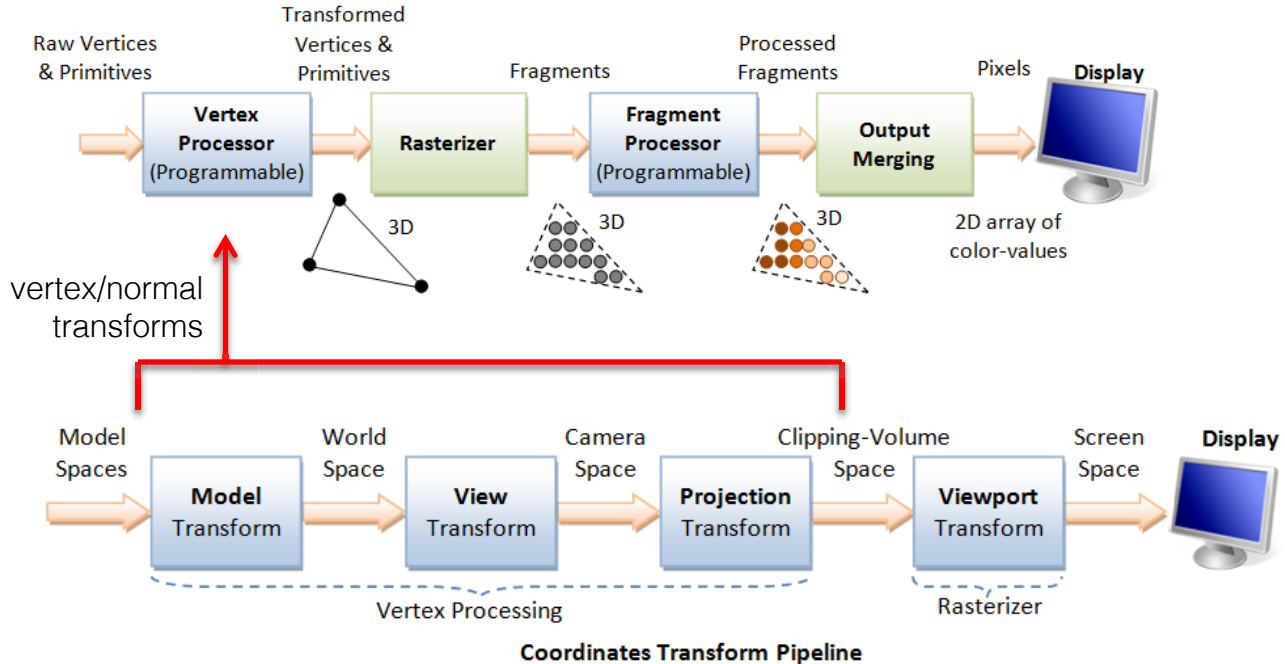 Raw Vertices
& Primitives
Transformed
Vertices &
Primitives
Fragments
Processed
Fragments
Pixels
Display
Vertex
Processor
(Programmable)
Rasterizer
Fragment
Processor
(Programmable)
Output
Merging
3D
3D
3D
2D array of
color-values
vertex/normal
transforms
Model
Spaces
World
Space
Camera
Space
Clipping-Volume
Space
Screen
Space
Display
Model
Transform
View
Transform
Projection
Transform
Viewport
Transform
Vertex Processing
Rasterizer
Coordinates Transform Pipeline